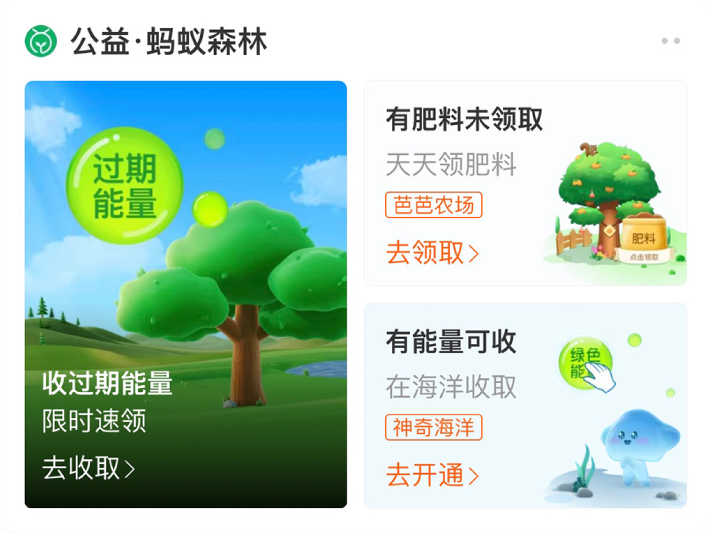 公益·蚂蚁森林
过期
能量
收过期能量
限时速领
去收取>
有肥料未领取
天天领肥料
芭芭农场
去领取>
肥料
点击领取
有能量可收
在海洋收取
神奇海洋
去开通>
绿色
能